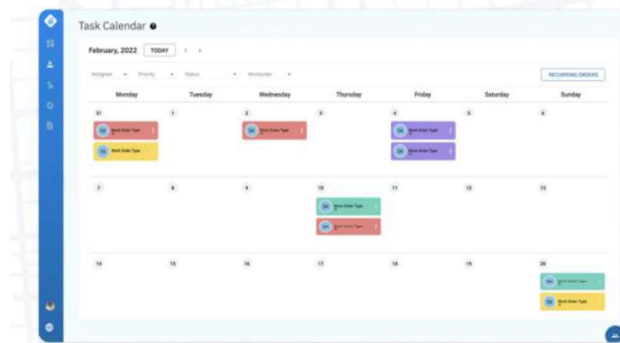 Task Calendar
February, 2022 TODAY
Assignee Priority Status Workorder RECURRING ORDERS
Monday Tuesday Wednesday Thursday Friday Saturday Sunday
31 1 2 3 4 5 6
Work Order Type Work Order Type Work Order Type
Work Order Type Work Order Type
7 8 9 10 11 12 13
Work Order Type
Work Order Type
14 15 16 17 18 19 20
Work Order Type
Work Order Type